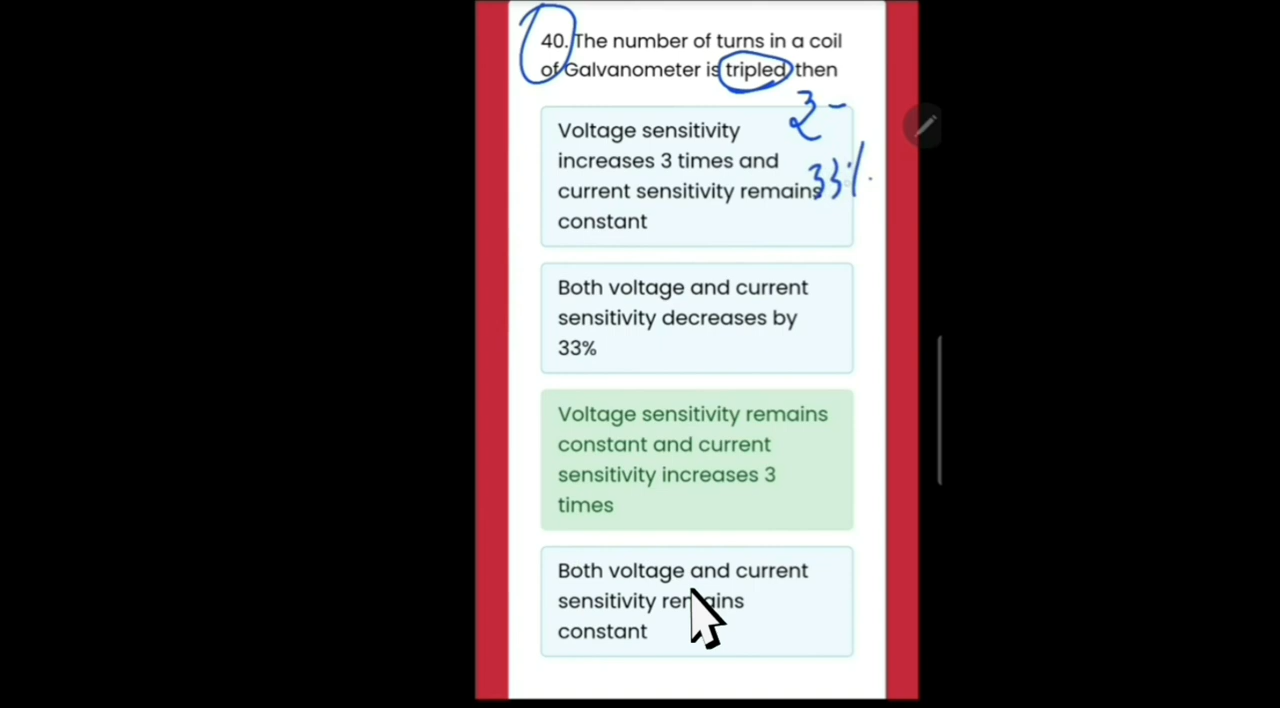 40. The number of turns in a coil
of Galvanometer is tripled then
Voltage sensitivity
increases 3 times and
current sensitivity remains
constant
33%
Both voltage and current
sensitivity decreases by
33%
Voltage sensitivity remains
constant and current
sensitivity increases 3
times
Both voltage and current
sensitivity remains
constant